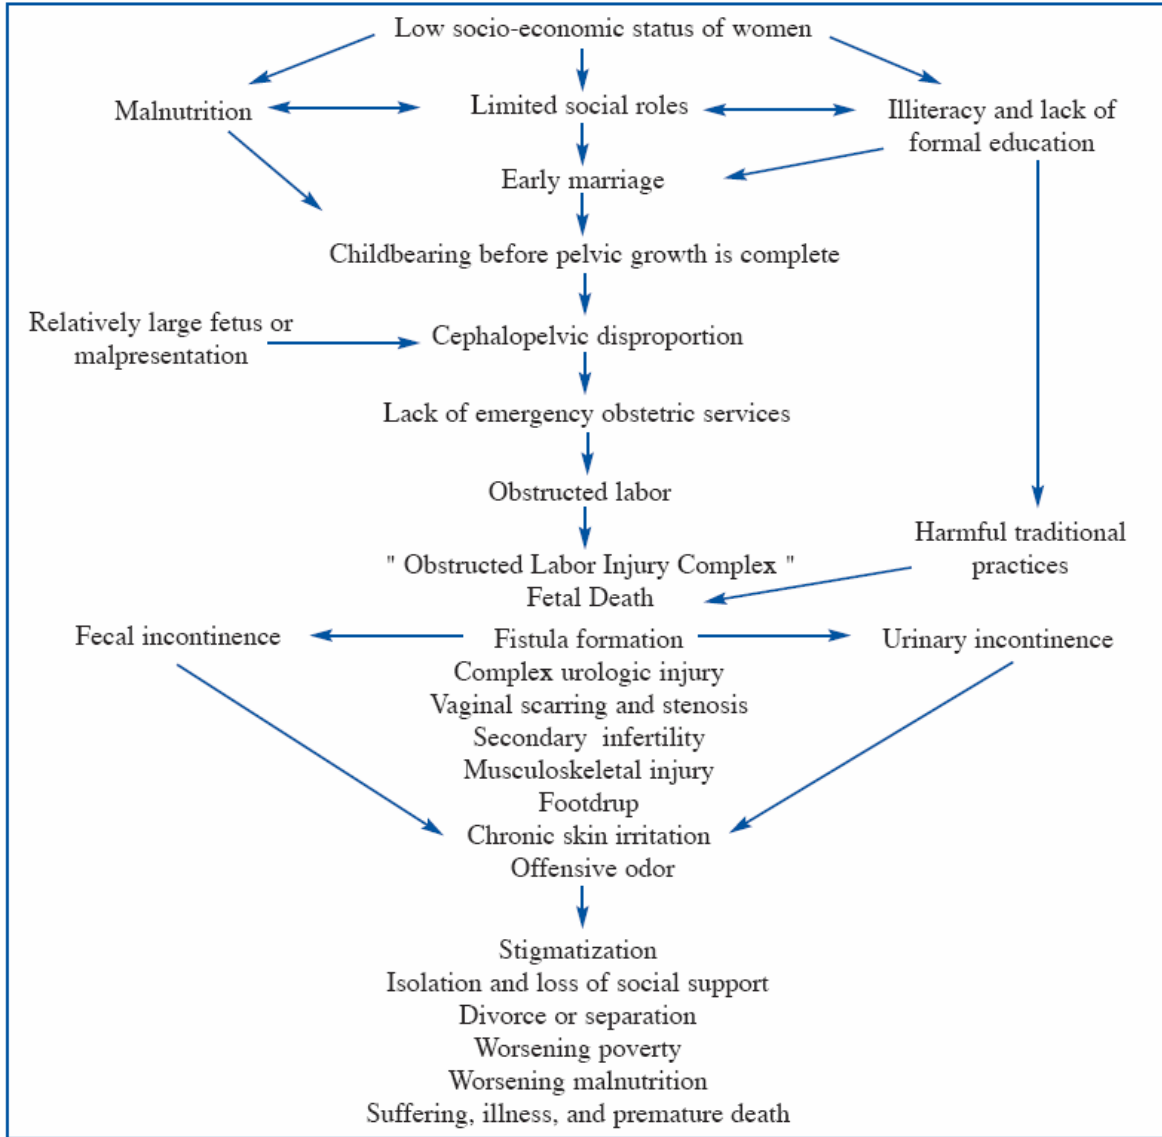 Low socio-economic status of women
Malnutrition
Limited social roles
Illiteracy and lack of
formal education
Early marriage
Childbearing before pelvic growth is complete
Relatively large fetus or
malpresentation
Cephalopelvic disproportion
Lack of emergency obstetric services
Obstructed labor
Harmful traditional
practices
" Obstructed Labor Injury Complex "
Fetal Death
Fecal incontinence
Fistula formation
Urinary incontinence
Complex urologic injury
Vaginal scarring and stenosis
Secondary infertility
Musculoskeletal injury
Footdrup
Chronic skin irritation
Offensive odor
Stigmatization
Isolation and loss of social support
Divorce or separation
Worsening poverty
Worsening malnutrition
Suffering, illness, and premature death